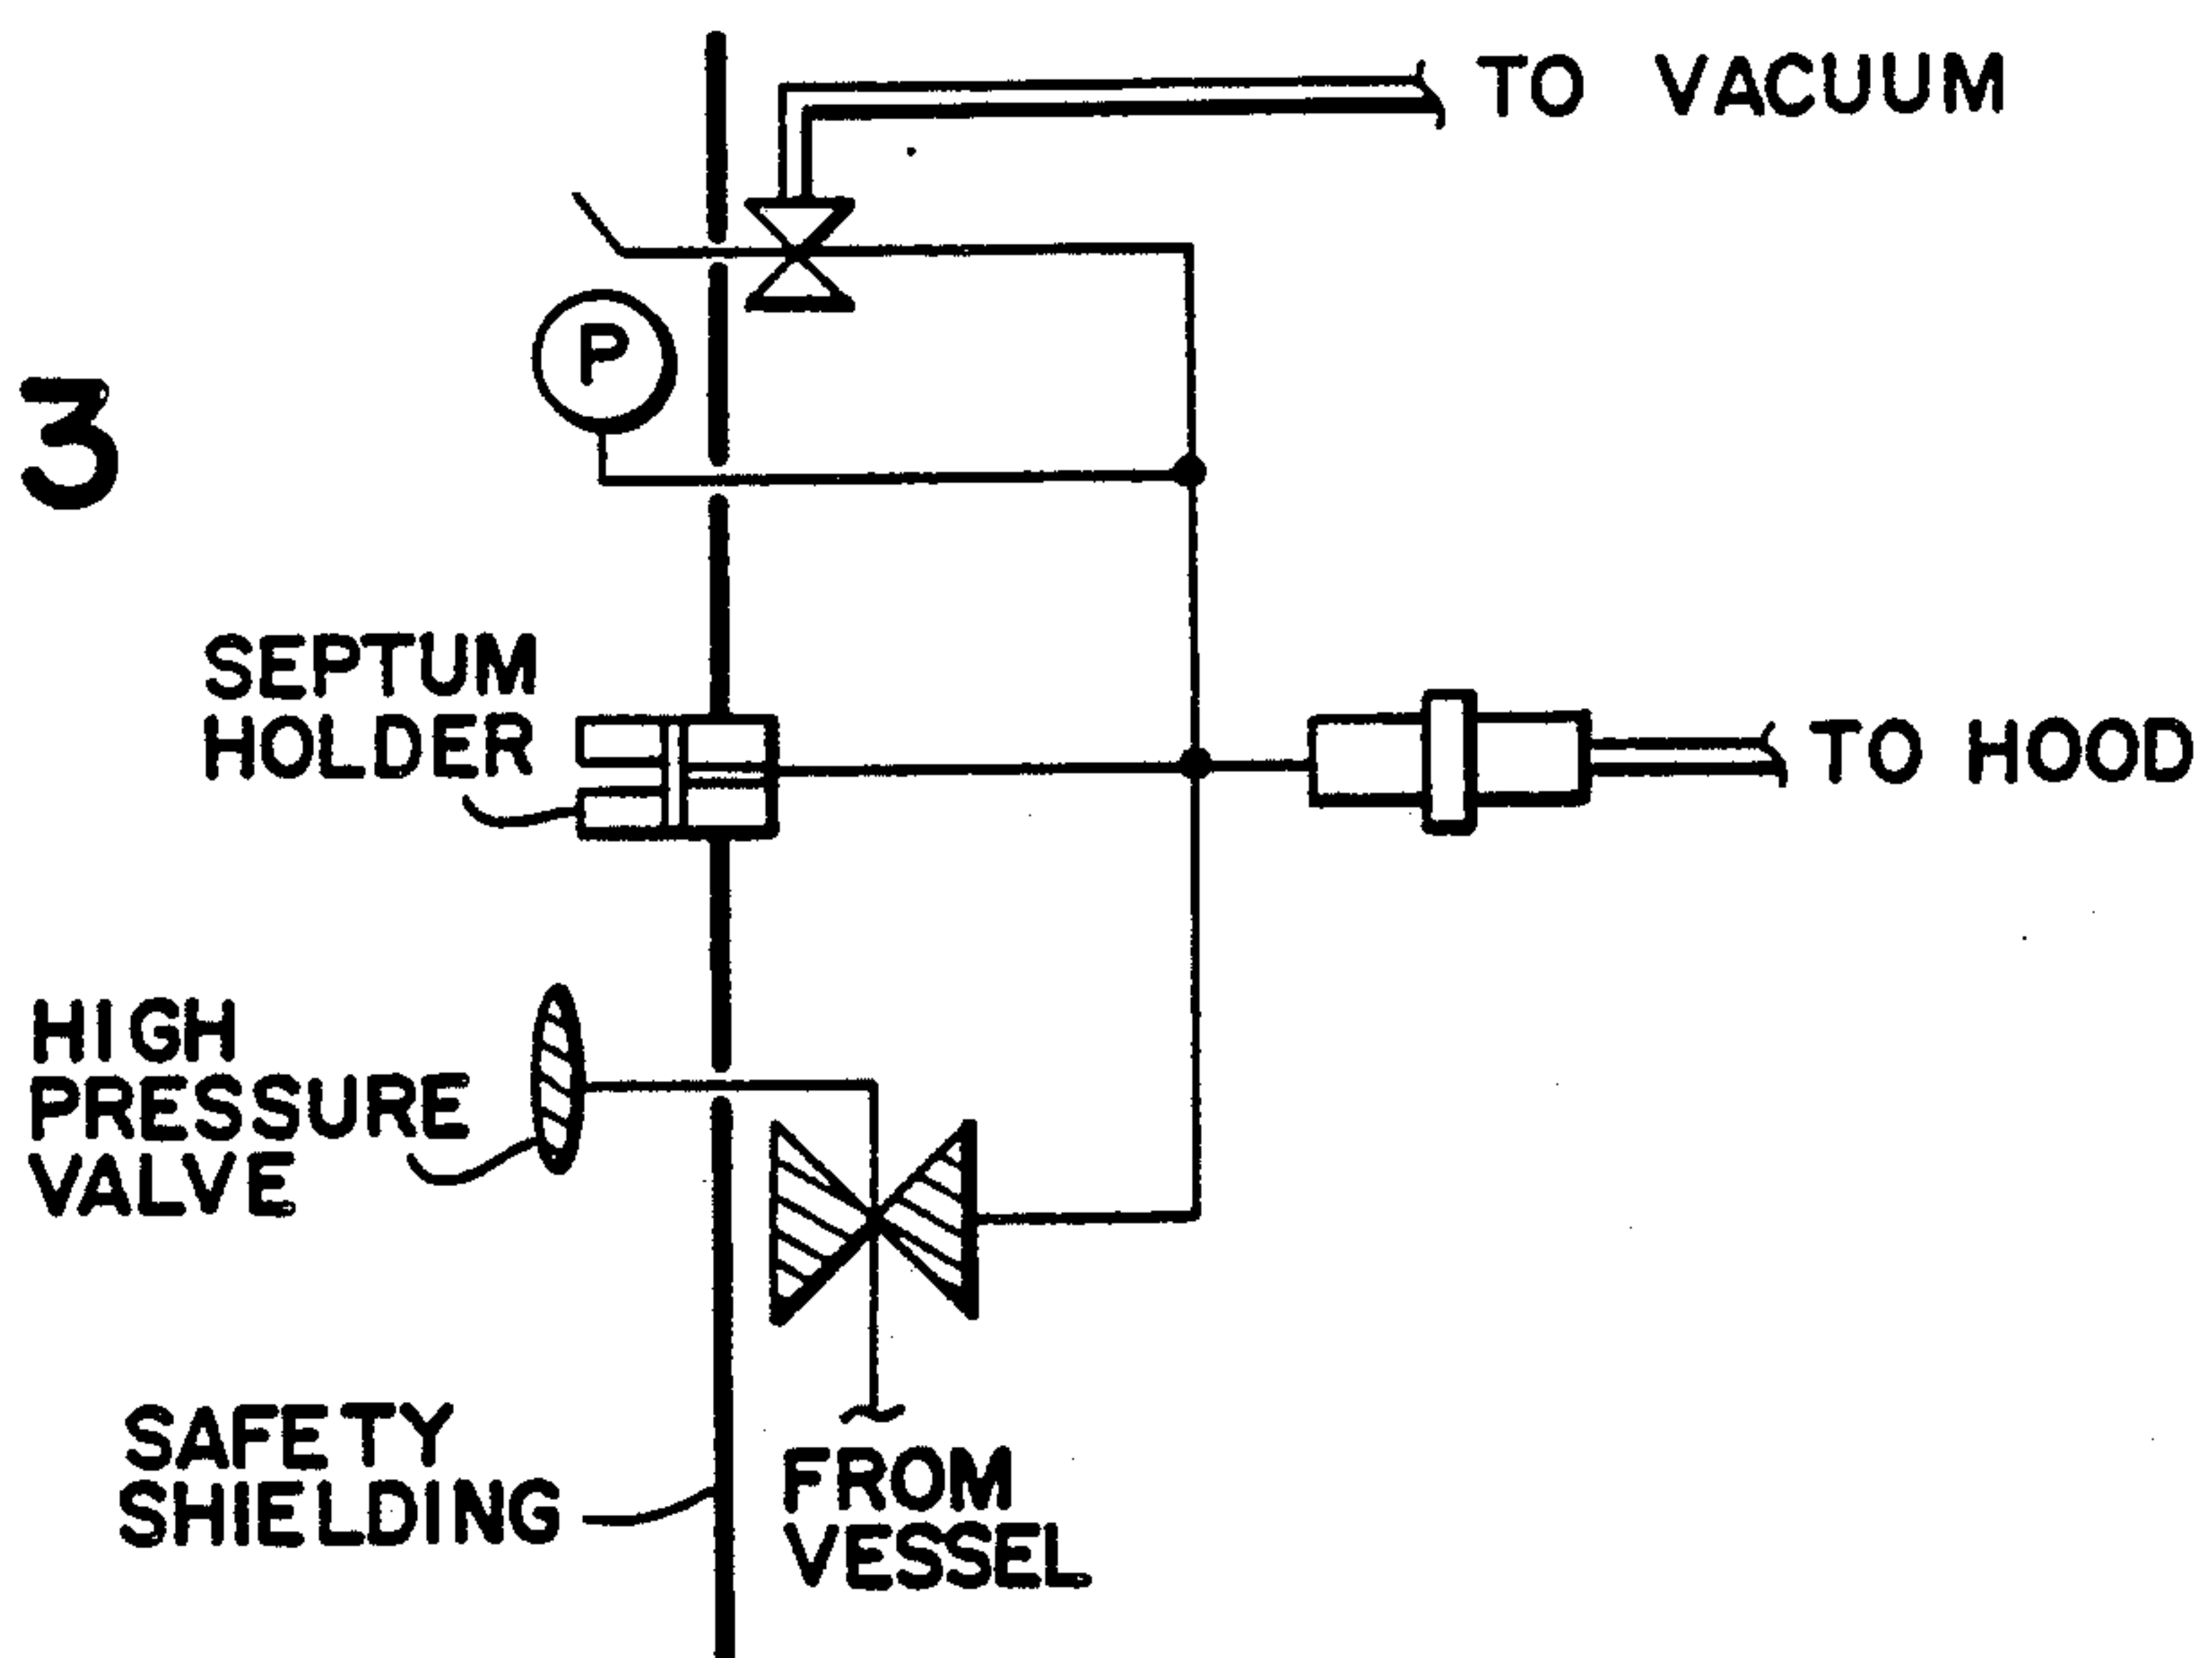 TO VACUUM
P
3
SEPTUM
HOLDER
TO HOOD
HIGH
PRESSURE
VALVE
SAFETY
SHIELDING
FROM
VESSEL